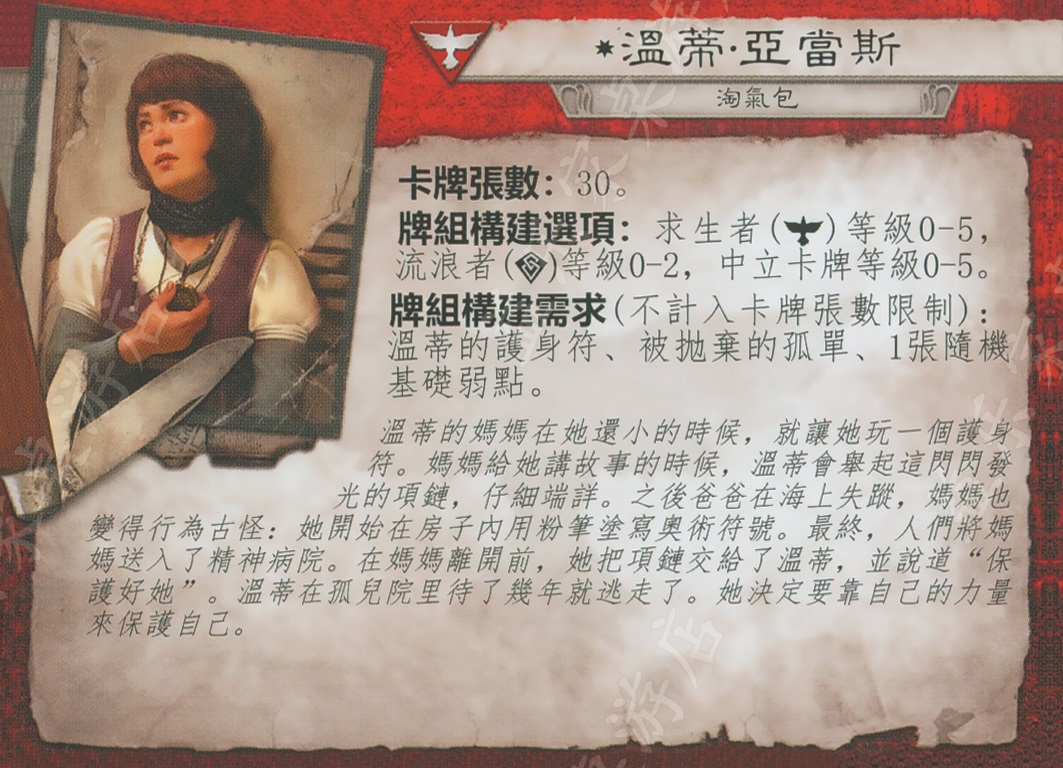 ✷溫蒂·亞當斯
淘氣包
卡牌張數：30。
牌組構建選項：求生者( )等級0-5，
流浪者( )等級0-2，中立卡牌等級0-5。
牌組構建需求(不計入卡牌張數限制)：
溫蒂的護身符、被拋棄的孤單、1張隨機
基礎弱點。
溫蒂的媽媽在她還小的時候，就讓她玩一個護身
符。媽媽給她講故事的時候，溫蒂會舉起這閃閃發
光的項鏈，仔細端詳。之後爸爸在海上失蹤，媽媽也
變得行為古怪：她開始在房子內用粉筆塗寫奧術符號。最終，人們將媽
媽送入了精神病院。在媽媽離開前，她把項鏈交給了溫蒂，並說道“保
護好她”。溫蒂在孤兒院里待了幾年就逃走了。她決定要靠自己的力量
來保護自己。